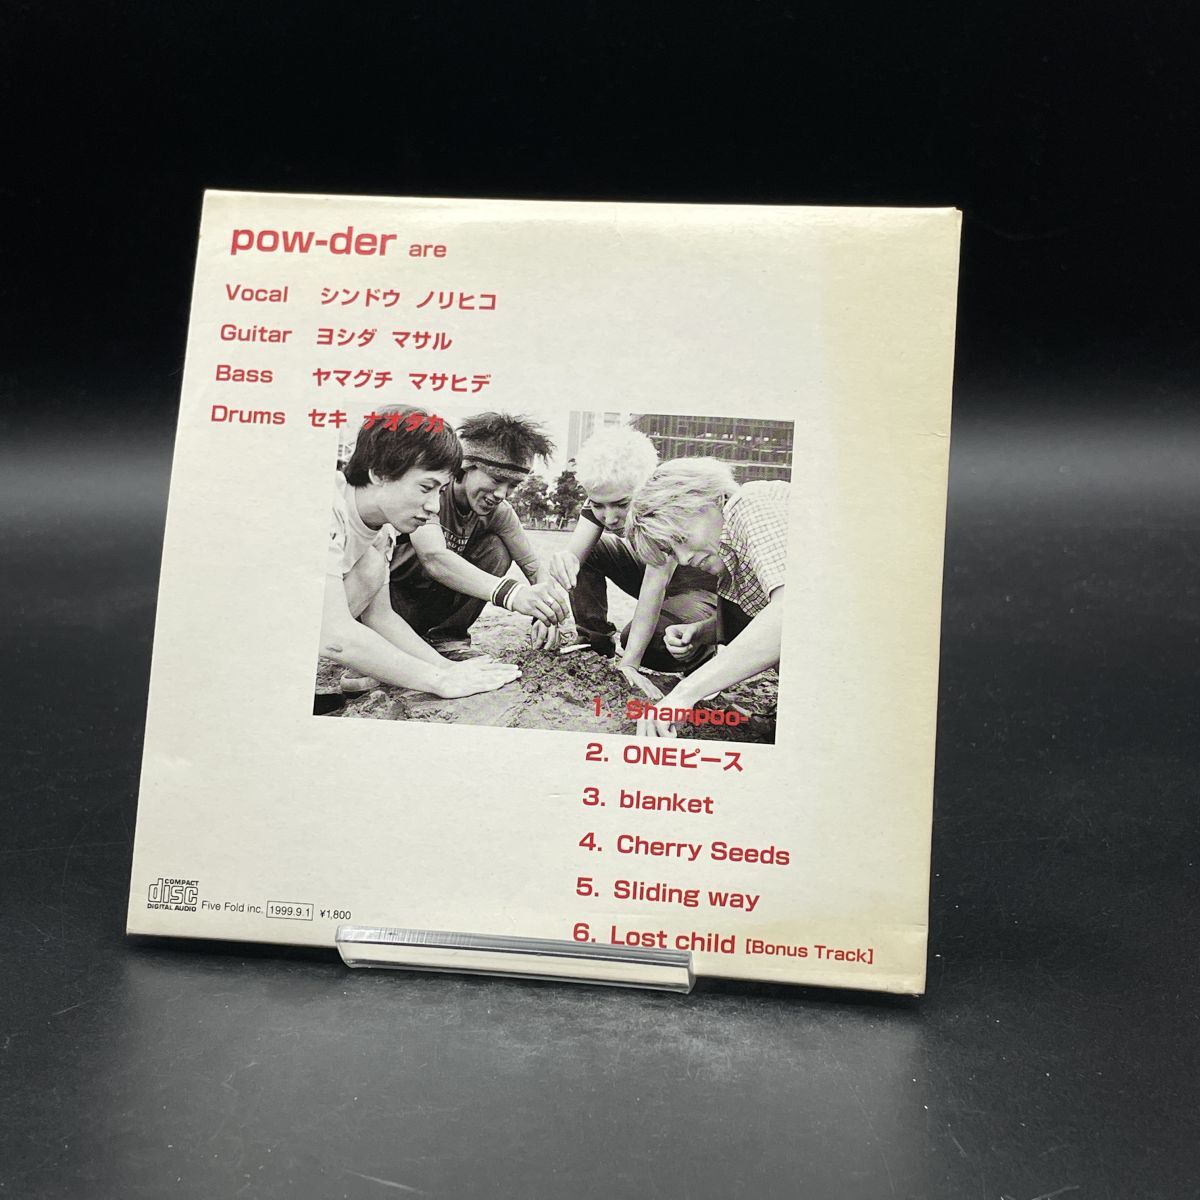 pow-der are
Vocal シンドウ ノリヒコ
Guitar ヨシダ マサル
Bass ヤマグチ マサヒデ
Drums セキ ナオタカ
1. Shampoo-
2. ONEピース
3. blanket
4. Cherry Seeds
5. Sliding way
6. Lost child [Bonus Track]
COMPACT
disc
DIGITAL AUDIO
Five Fold inc. 1999.9.1 ¥1,800